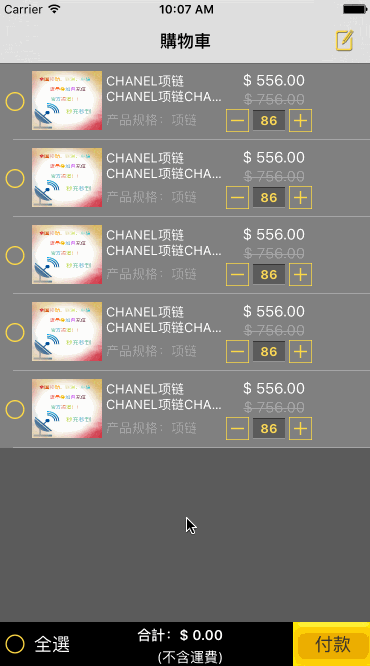 Carrier 10:07 AM
購物車
CHANEL项链
CHANEL项链CHA...
产品规格：项链
$ 556.00
$ 756.00
86
CHANEL项链
CHANEL项链CHA...
产品规格：项链
$ 556.00
$ 756.00
86
CHANEL项链
CHANEL项链CHA...
产品规格：项链
$ 556.00
$ 756.00
86
CHANEL项链
CHANEL项链CHA...
产品规格：项链
$ 556.00
$ 756.00
86
CHANEL项链
CHANEL项链CHA...
产品规格：项链
$ 556.00
$ 756.00
86
全選
合計：$ 0.00
(不含運費)
付款